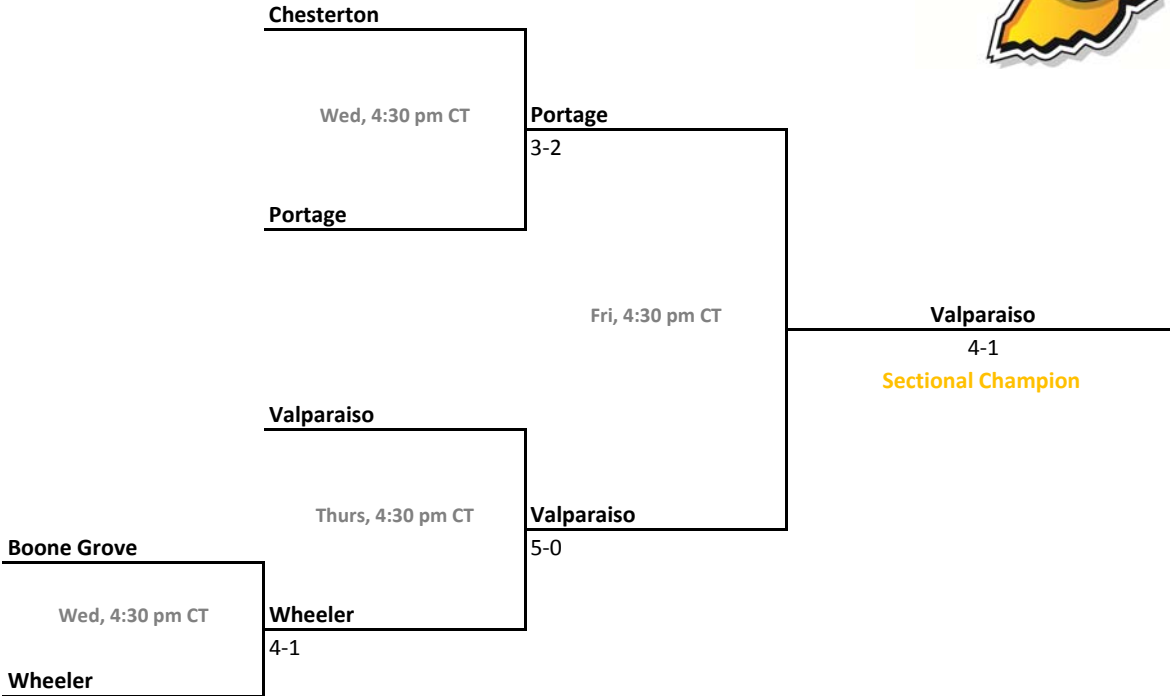 Chesterton
Wed, 4:30 pm CT
Portage
3-2
Portage
Fri, 4:30 pm CT
Valparaiso
4-1
Sectional Champion
Valparaiso
Thurs, 4:30 pm CT
Valparaiso
5-0
Boone Grove
Wed, 4:30 pm CT
Wheeler
4-1
Wheeler